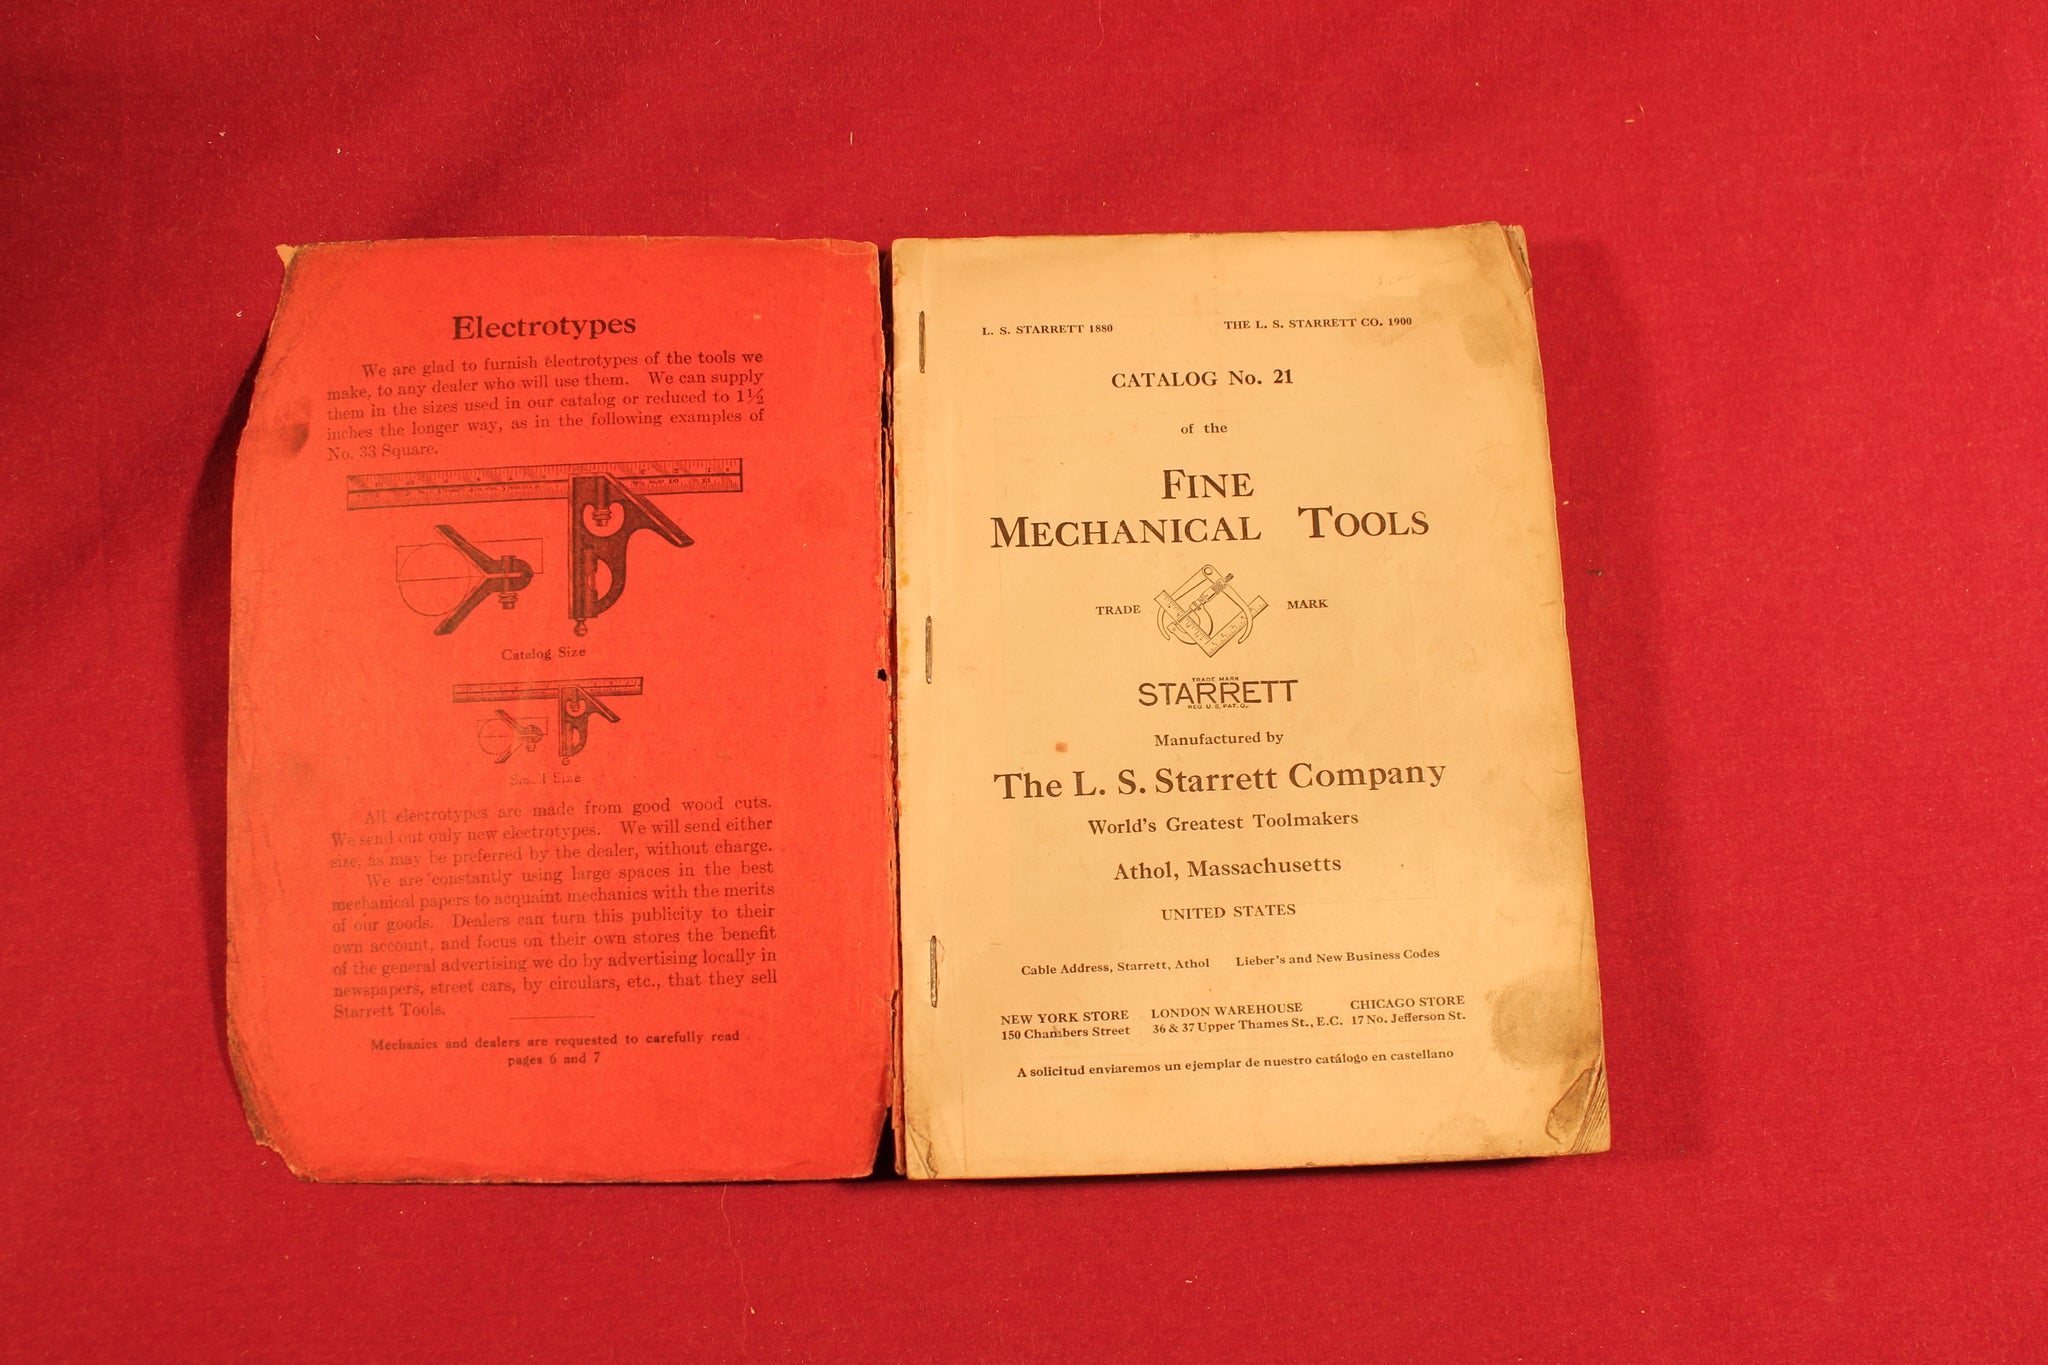 Electrotypes
We are glad to furnish electrotypes of the tools we
make, to any dealer who will use them. We can supply
them in the sizes used in our catalog or reduced to 1½
inches the longer way, as in the following examples of
No. 33 Square.
Catalog Size
Small Size
All electrotypes are made from good wood cuts.
We send out only new electrotypes. We will send either
size, as may be preferred by the dealer, without charge.
We are constantly using large spaces in the best
mechanical papers to acquaint mechanics with the merits
of our goods. Dealers can turn this publicity to their
own account, and focus on their own stores the benefit
of the general advertising we do by advertising locally in
newspapers, street cars, by circulars, etc., that they sell
Starrett Tools.
Mechanics and dealers are requested to carefully read
pages 6 and 7
L. S. STARRETT 1880 THE L. S. STARRETT CO. 1900
CATALOG No. 21
of the
FINE
MECHANICAL TOOLS
TRADE MARK
TRADE MARK
STARRETT
REG. U.S. PAT. O.
Manufactured by
The L. S. Starrett Company
World's Greatest Toolmakers
Athol, Massachusetts
UNITED STATES
Cable Address, Starrett, Athol Lieber's and New Business Codes
NEW YORK STORE LONDON WAREHOUSE CHICAGO STORE
150 Chambers Street 36 & 37 Upper Thames St., E.C. 17 No. Jefferson St.
A solicitud enviaremos un ejemplar de nuestro catálogo en castellano